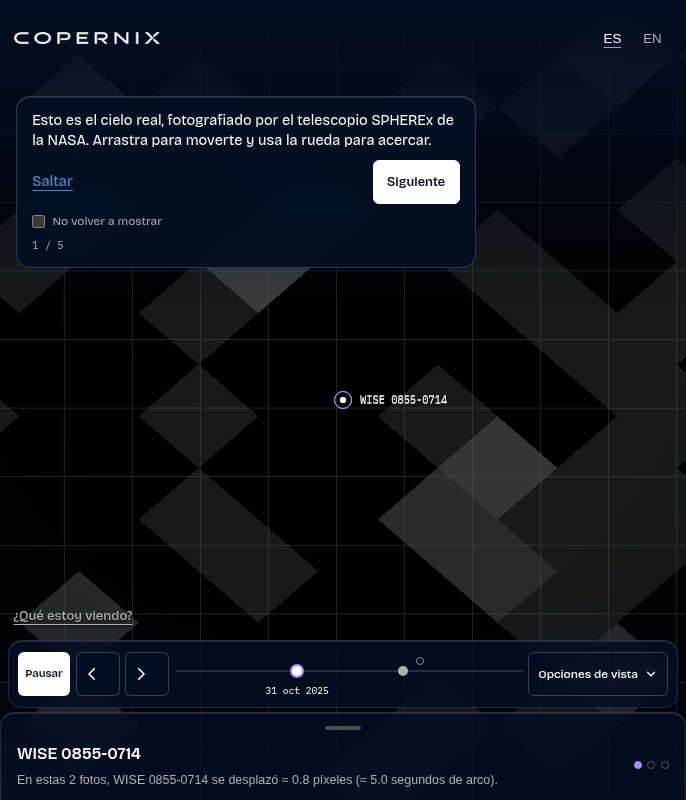 COPERNIX
ES EN
Esto es el cielo real, fotografiado por el telescopio SPHEREx de
la NASA. Arrastra para moverte y usa la rueda para acercar.
Saltar
Siguiente
No volver a mostrar
1 / 5
WISE 0855-0714
¿Qué estoy viendo?
Pausar
31 oct 2025
Opciones de vista
WISE 0855-0714
En estas 2 fotos, WISE 0855-0714 se desplazó ≈ 0.8 píxeles (≈ 5.0 segundos de arco).